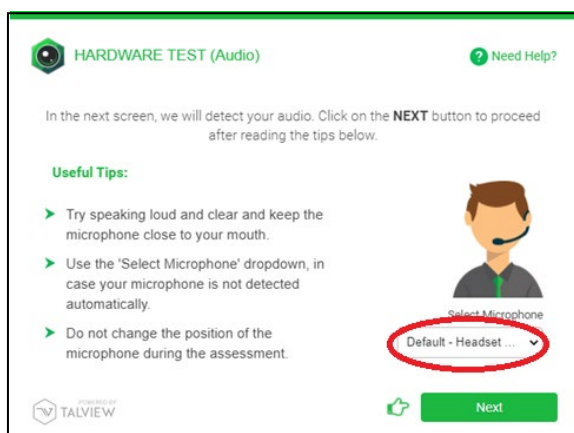 HARDWARE TEST (Audio)
Need Help?
In the next screen, we will detect your audio. Click on the NEXT button to proceed
after reading the tips below.
Useful Tips:
Try speaking loud and clear and keep the
microphone close to your mouth.
Use the 'Select Microphone' dropdown, in
case your microphone is not detected
automatically.
Do not change the position of the
microphone during the assessment.
Select Microphone
Default - Headset ...
POWERED BY
TALVIEW
Next